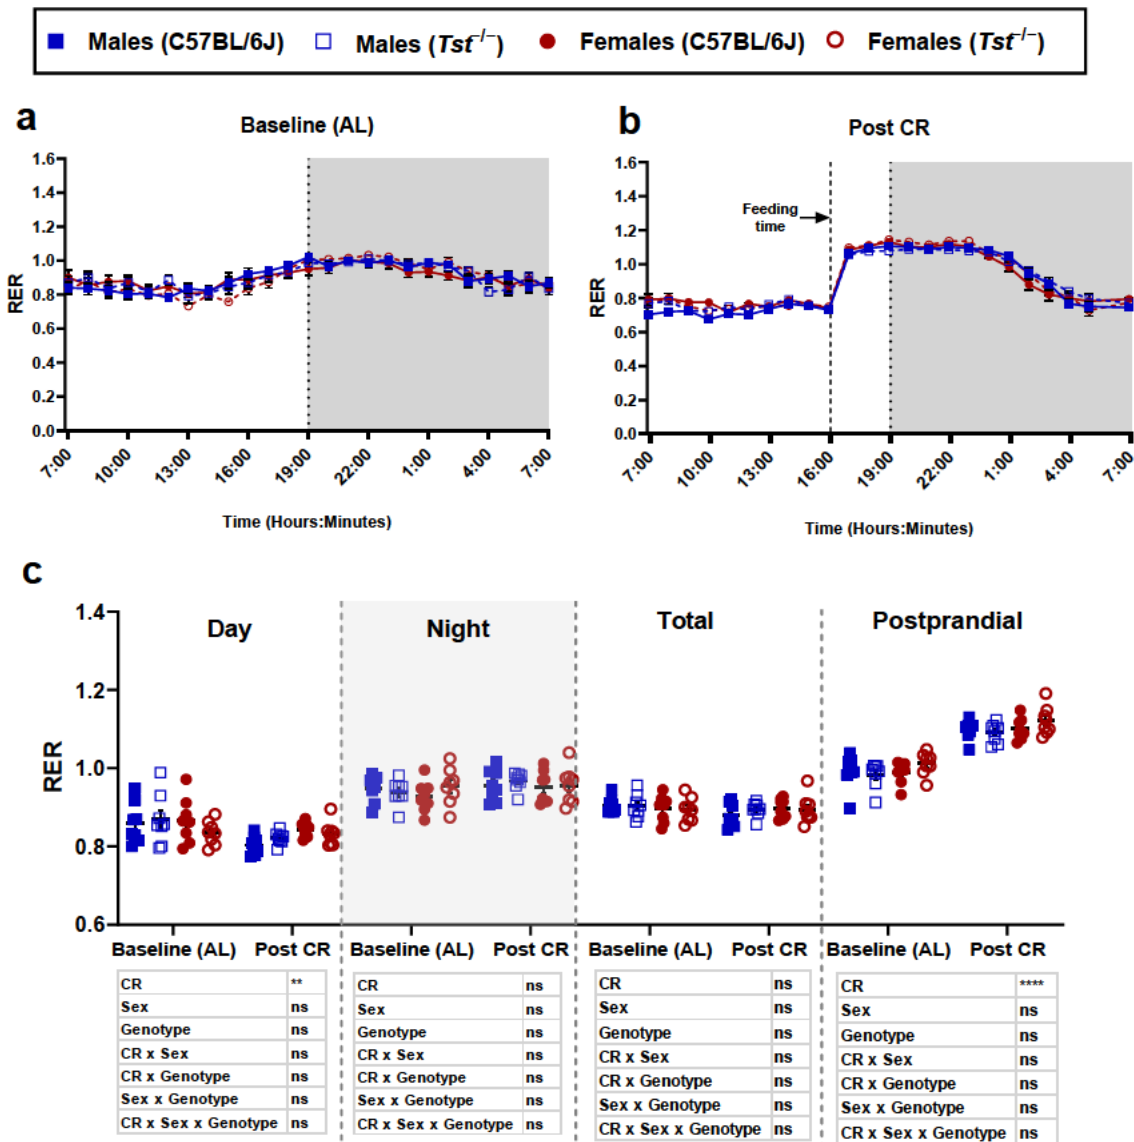 Males (C57BL/6J) Males (Tst–/–) Females (C57BL/6J) Females (Tst–/–)
a
Baseline (AL)
RER
1.6
1.4
1.2
1.0
0.8
0.6
0.4
0.2
0.0
7:00 10:00 13:00 16:00 19:00 22:00 1:00 4:00 7:00
Time (Hours:Minutes)
b
Post CR
Feeding
time
RER
1.6
1.4
1.2
1.0
0.8
0.6
0.4
0.2
0.0
7:00 10:00 13:00 16:00 19:00 22:00 1:00 4:00 7:00
Time (Hours:Minutes)
c
Day Night Total Postprandial
RER
1.4
1.2
1.0
0.8
0.6
Baseline (AL) Post CR Baseline (AL) Post CR Baseline (AL) Post CR Baseline (AL) Post CR
CR **
Sex ns
Genotype ns
CR x Sex ns
CR x Genotype ns
Sex x Genotype ns
CR x Sex x Genotype ns
CR ns
Sex ns
Genotype ns
CR x Sex ns
CR x Genotype ns
Sex x Genotype ns
CR x Sex x Genotype ns
CR ns
Sex ns
Genotype ns
CR x Sex ns
CR x Genotype ns
Sex x Genotype ns
CR x Sex x Genotype ns
CR ****
Sex ns
Genotype ns
CR x Sex ns
CR x Genotype ns
Sex x Genotype ns
CR x Sex x Genotype ns